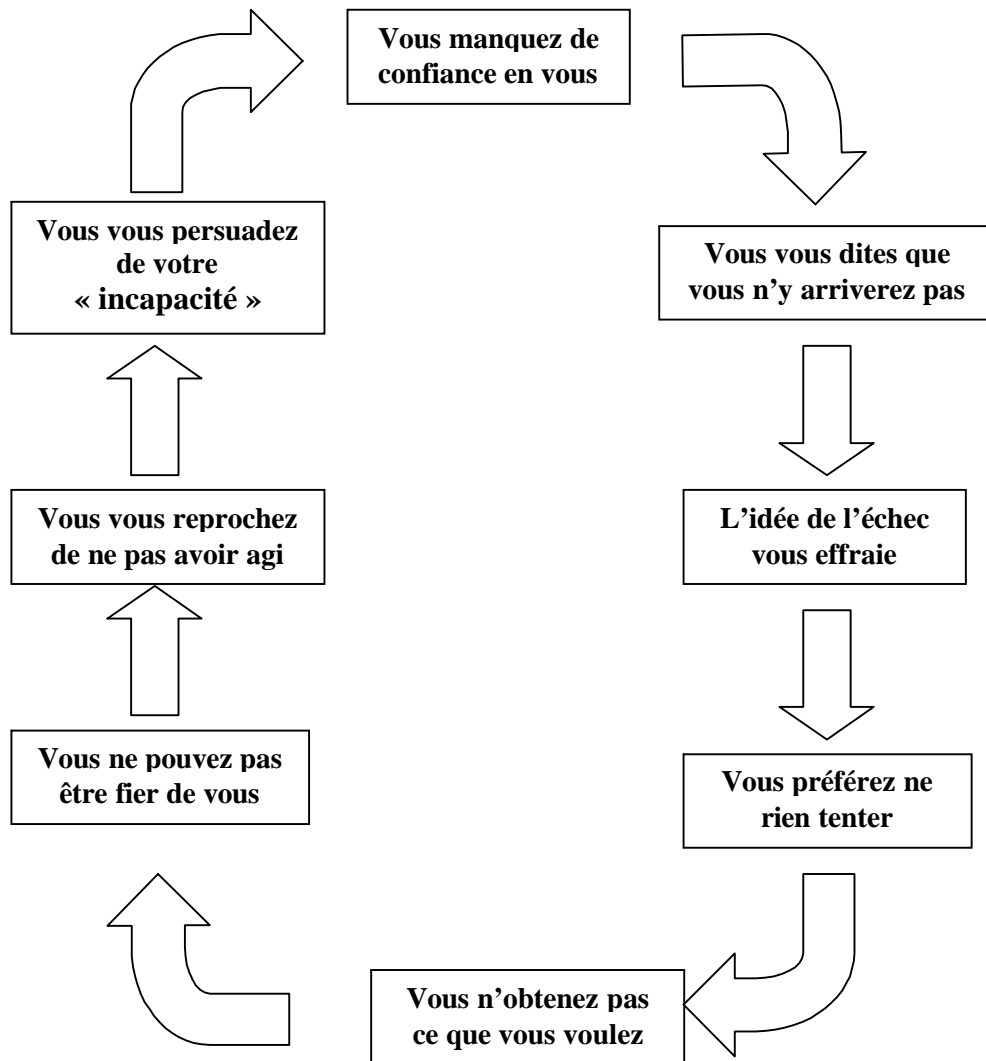 Vous manquez de
confiance en vous
Vous vous dites que
vous n’y arriverez pas
L’idée de l’échec
vous effraie
Vous préférez ne
rien tenter
Vous n’obtenez pas
ce que vous voulez
Vous ne pouvez pas
être fier de vous
Vous vous reprochez
de ne pas avoir agi
Vous vous persuadez
de votre
« incapacité »